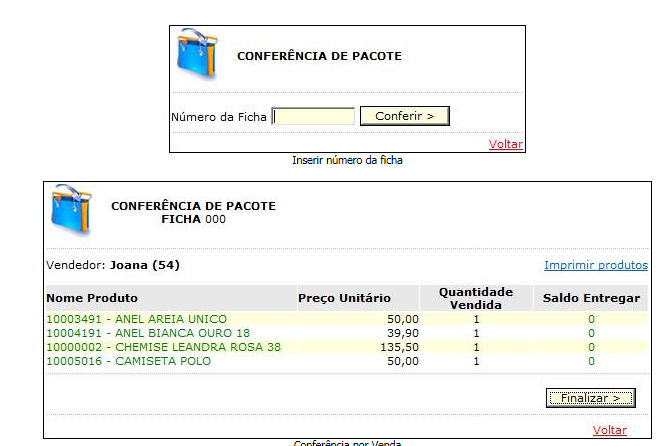 CONFERÊNCIA DE PACOTE
Número da Ficha Conferir >
Voltar
Inserir número da ficha
CONFERÊNCIA DE PACOTE
FICHA 000
Vendedor: Joana (54) Imprimir produtos
Nome Produto Preço Unitário Quantidade Vendida Saldo Entregar
10003491 - ANEL AREIA UNICO 50,00 1 0
10004191 - ANEL BIANCA OURO 18 39,90 1 0
10000002 - CHEMISE LEANDRA ROSA 38 135,50 1 0
10005016 - CAMISETA POLO 50,00 1 0
Finalizar >
Voltar
Conferência por Venda